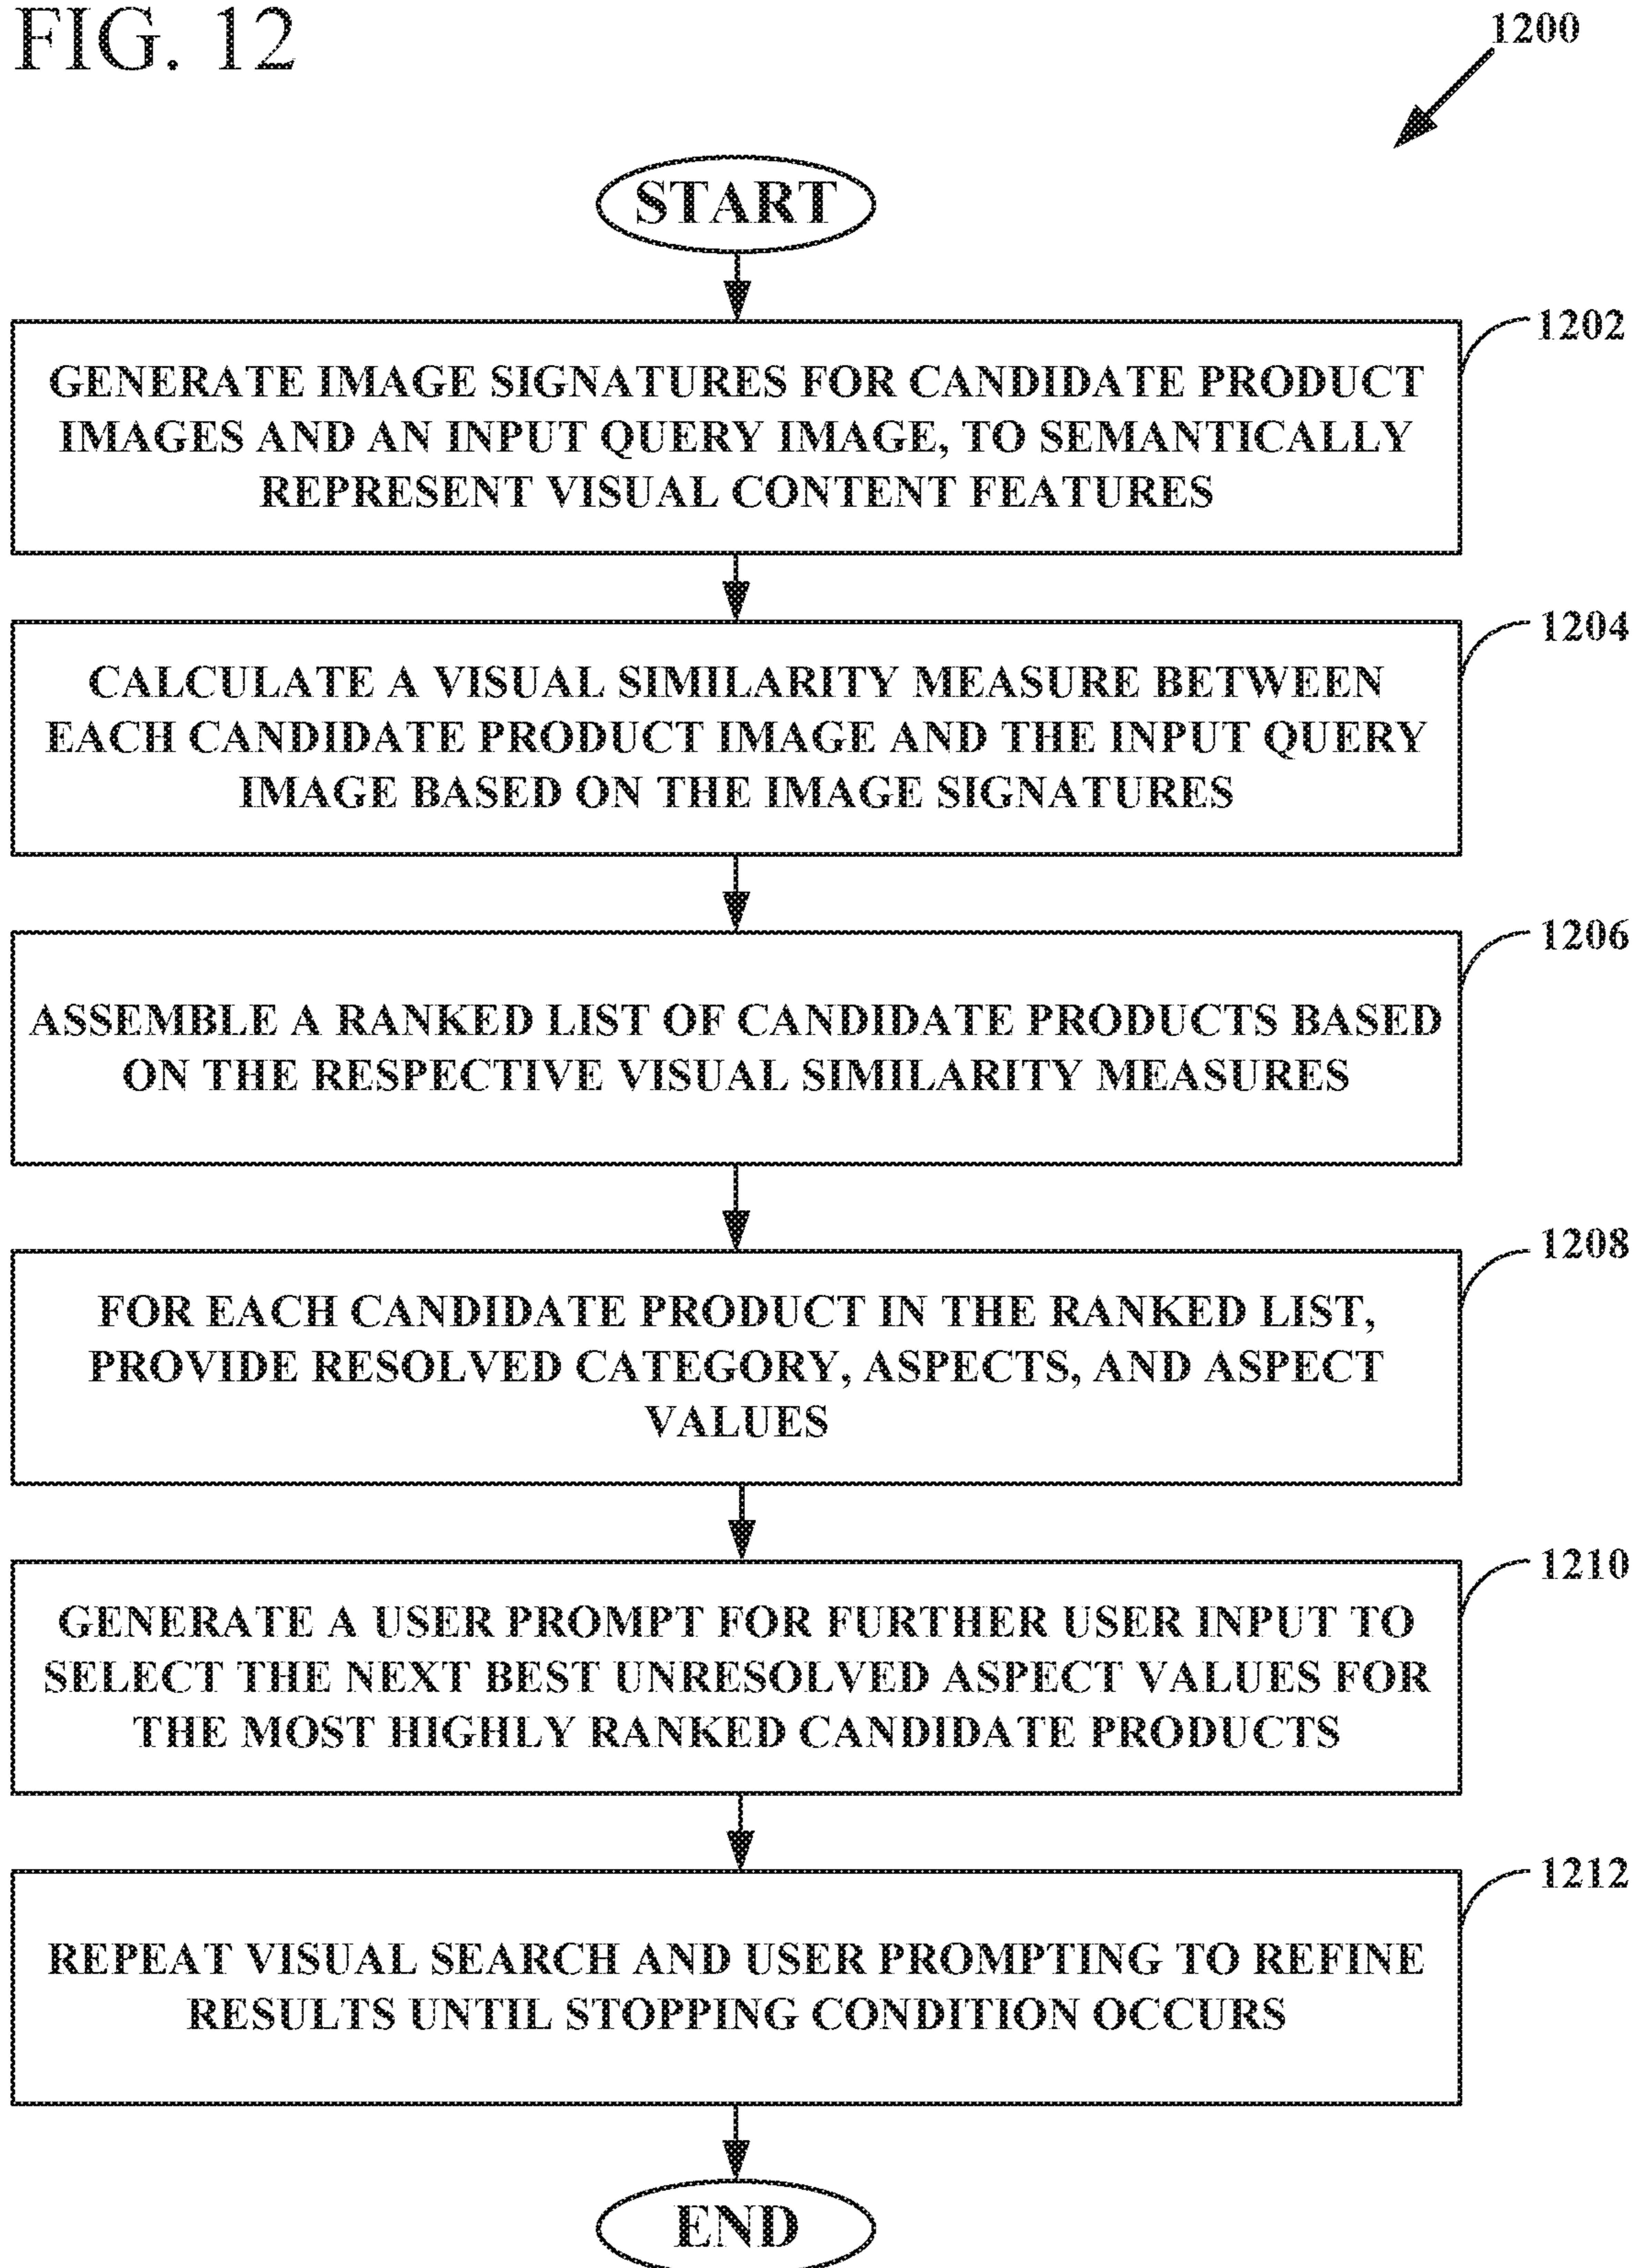 FIG. 12
1200
START
1202
GENERATE IMAGE SIGNATURES FOR CANDIDATE PRODUCT
IMAGES AND AN INPUT QUERY IMAGE, TO SEMANTICALLY
REPRESENT VISUAL CONTENT FEATURES
1204
CALCULATE A VISUAL SIMILARITY MEASURE BETWEEN
EACH CANDIDATE PRODUCT IMAGE AND THE INPUT QUERY
IMAGE BASED ON THE IMAGE SIGNATURES
1206
ASSEMBLE A RANKED LIST OF CANDIDATE PRODUCTS BASED
ON THE RESPECTIVE VISUAL SIMILARITY MEASURES
1208
FOR EACH CANDIDATE PRODUCT IN THE RANKED LIST,
PROVIDE RESOLVED CATEGORY, ASPECTS, AND ASPECT
VALUES
1210
GENERATE A USER PROMPT FOR FURTHER USER INPUT TO
SELECT THE NEXT BEST UNRESOLVED ASPECT VALUES FOR
THE MOST HIGHLY RANKED CANDIDATE PRODUCTS
1212
REPEAT VISUAL SEARCH AND USER PROMPTING TO REFINE
RESULTS UNTIL STOPPING CONDITION OCCURS
END